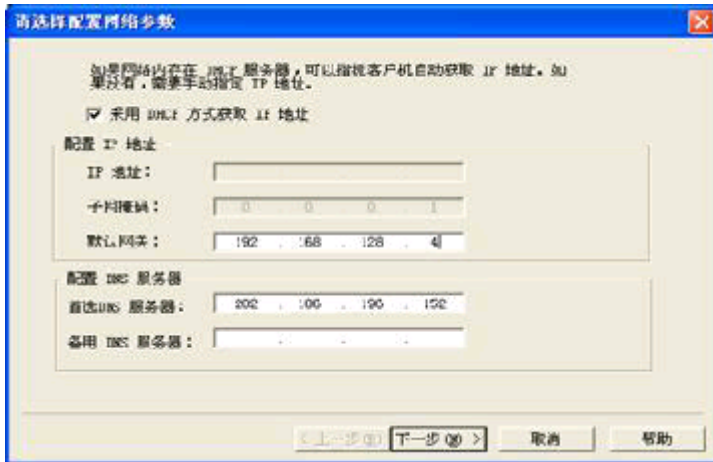 请选择配置网络参数
如果网络内存在 DHCP 服务器，可以指定客户机自动获取 IP 地址。如
果没有，需要手动指定 IP 地址。
采用 DHCP 方式获取 IP 地址
配置 IP 地址
IP 地址：
子网掩码： 0 . 0 . 0 . 1
默认网关： 192 . 168 . 128 . 4
配置 DNS 服务器
首选DNS 服务器： 202 . 106 . 196 . 152
备用 DNS 服务器： . . .
<上一步(B) 下一步(N) > 取消 帮助